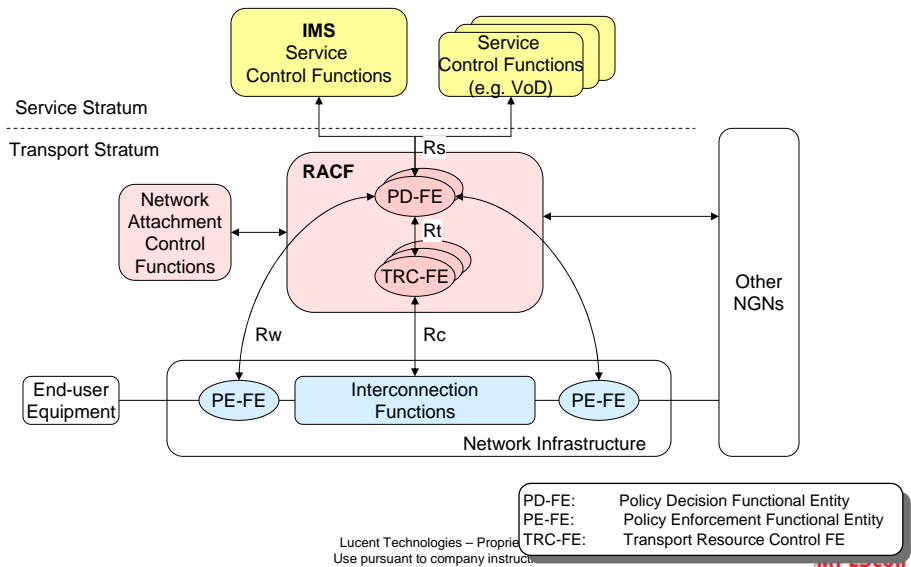 IMS
Service
Control Functions
Service
Control Functions
(e.g. VoD)
Service Stratum
Transport Stratum
Rs
RACF
PD-FE
Network
Attachment
Control
Functions
Rt
TRC-FE
Other
NGNs
Rw
Rc
End-user
Equipment
PE-FE
Interconnection
Functions
PE-FE
Network Infrastructure
PD-FE: Policy Decision Functional Entity
PE-FE: Policy Enforcement Functional Entity
TRC-FE: Transport Resource Control FE
Lucent Technologies – Proprie
Use pursuant to company instruc